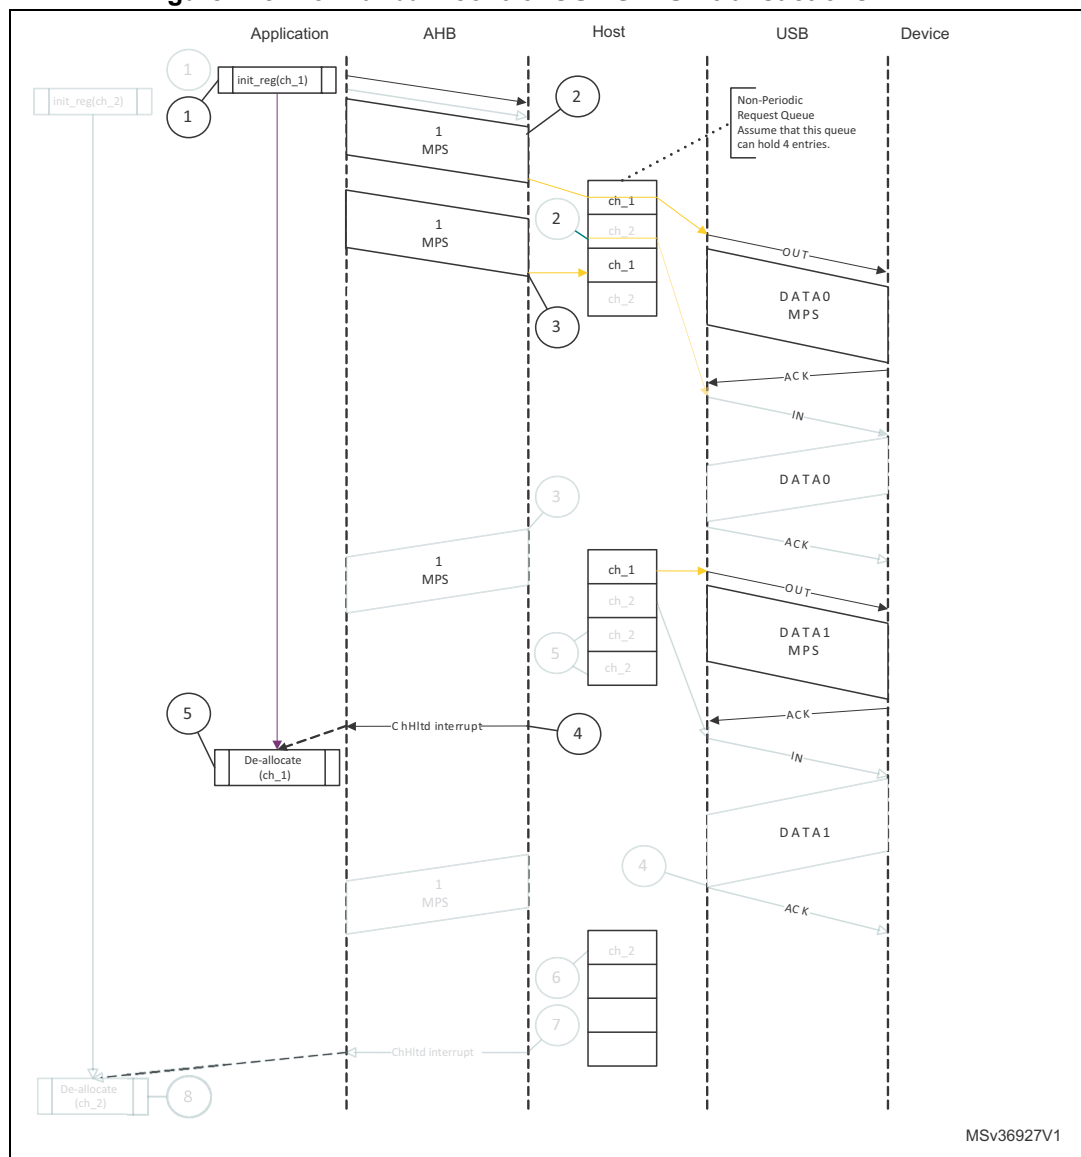 Application
AHB
Host
USB
Device
1
init_reg(ch_1)
init_reg(ch_2)
1
2
Non-Periodic
Request Queue
Assume that this queue
can hold 4 entries.
1
MPS
ch_1
2
ch_2
1
MPS
OUT
ch_1
ch_2
DATA0
MPS
3
ACK
IN
DATA0
3
ACK
1
MPS
ch_1
OUT
ch_2
ch_2
DATA1
MPS
5
ch_2
5
ACK
ChHltd interrupt
4
De-allocate
(ch_1)
IN
DATA1
4
1
MPS
ACK
ch_2
6
7
ChHltd interrupt
De-allocate
(ch_2)
8
MSv36927V1